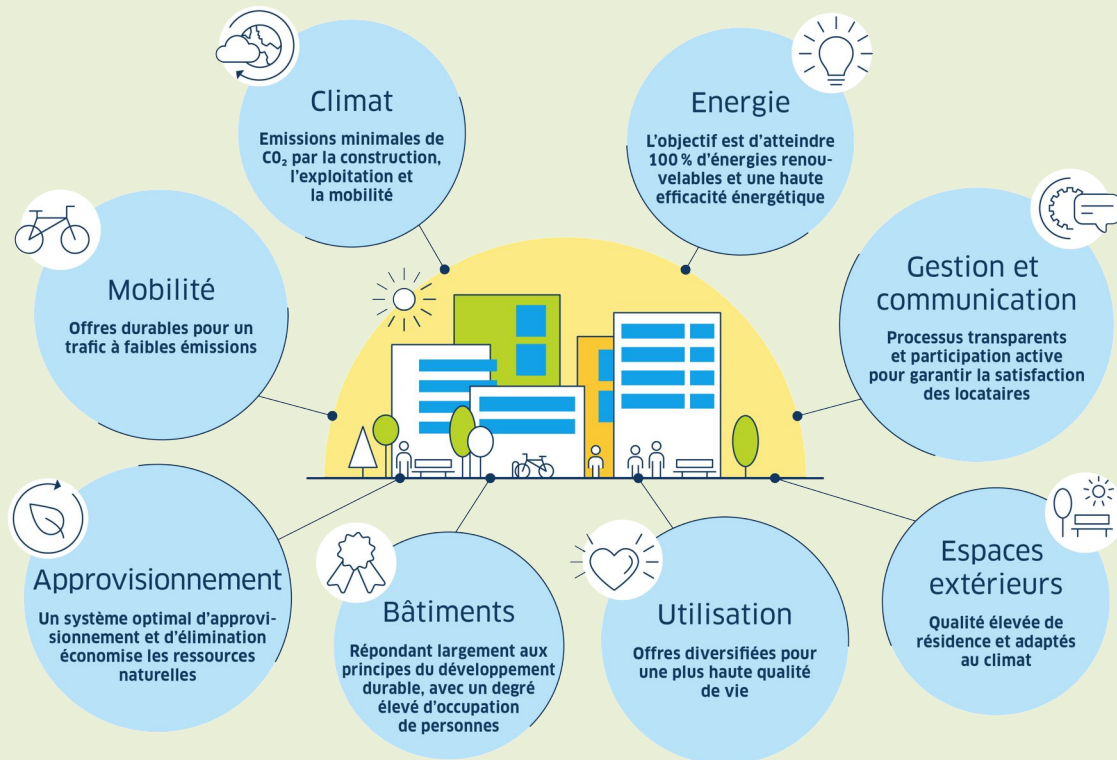 Climat
Emissions minimales de
CO₂ par la construction,
l'exploitation et
la mobilité
Energie
L'objectif est d'atteindre
100 % d'énergies renou-
velables et une haute
efficacité énergétique
Mobilité
Offres durables pour un
trafic à faibles émissions
Gestion et
communication
Processus transparents
et participation active
pour garantir la satisfaction
des locataires
Approvisionnement
Un système optimal d'approvi-
sionnement et d'élimination
économise les ressources
naturelles
Bâtiments
Répondant largement aux
principes du développement
durable, avec un degré
élevé d'occupation
de personnes
Utilisation
Offres diversifiées pour
une plus haute qualité
de vie
Espaces
extérieurs
Qualité élevée de
résidence et adaptés
au climat